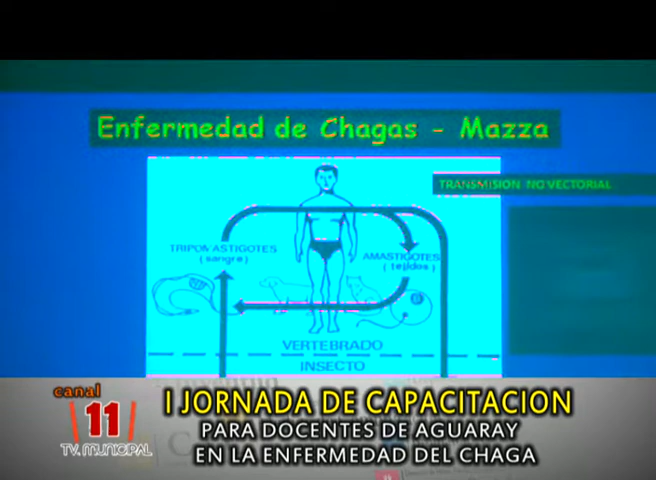 Enfermedad de Chagas - Mazza
TRANSMISION NO VECTORIAL
TRIPOMASTIGOTES
(sangre)
AMASTIGOTES
(tejidos)
VERTEBRADO
INSECTO
canal
11
TV. MUNICIPAL
I JORNADA DE CAPACITACION
PARA DOCENTES DE AGUARAY
EN LA ENFERMEDAD DEL CHAGA